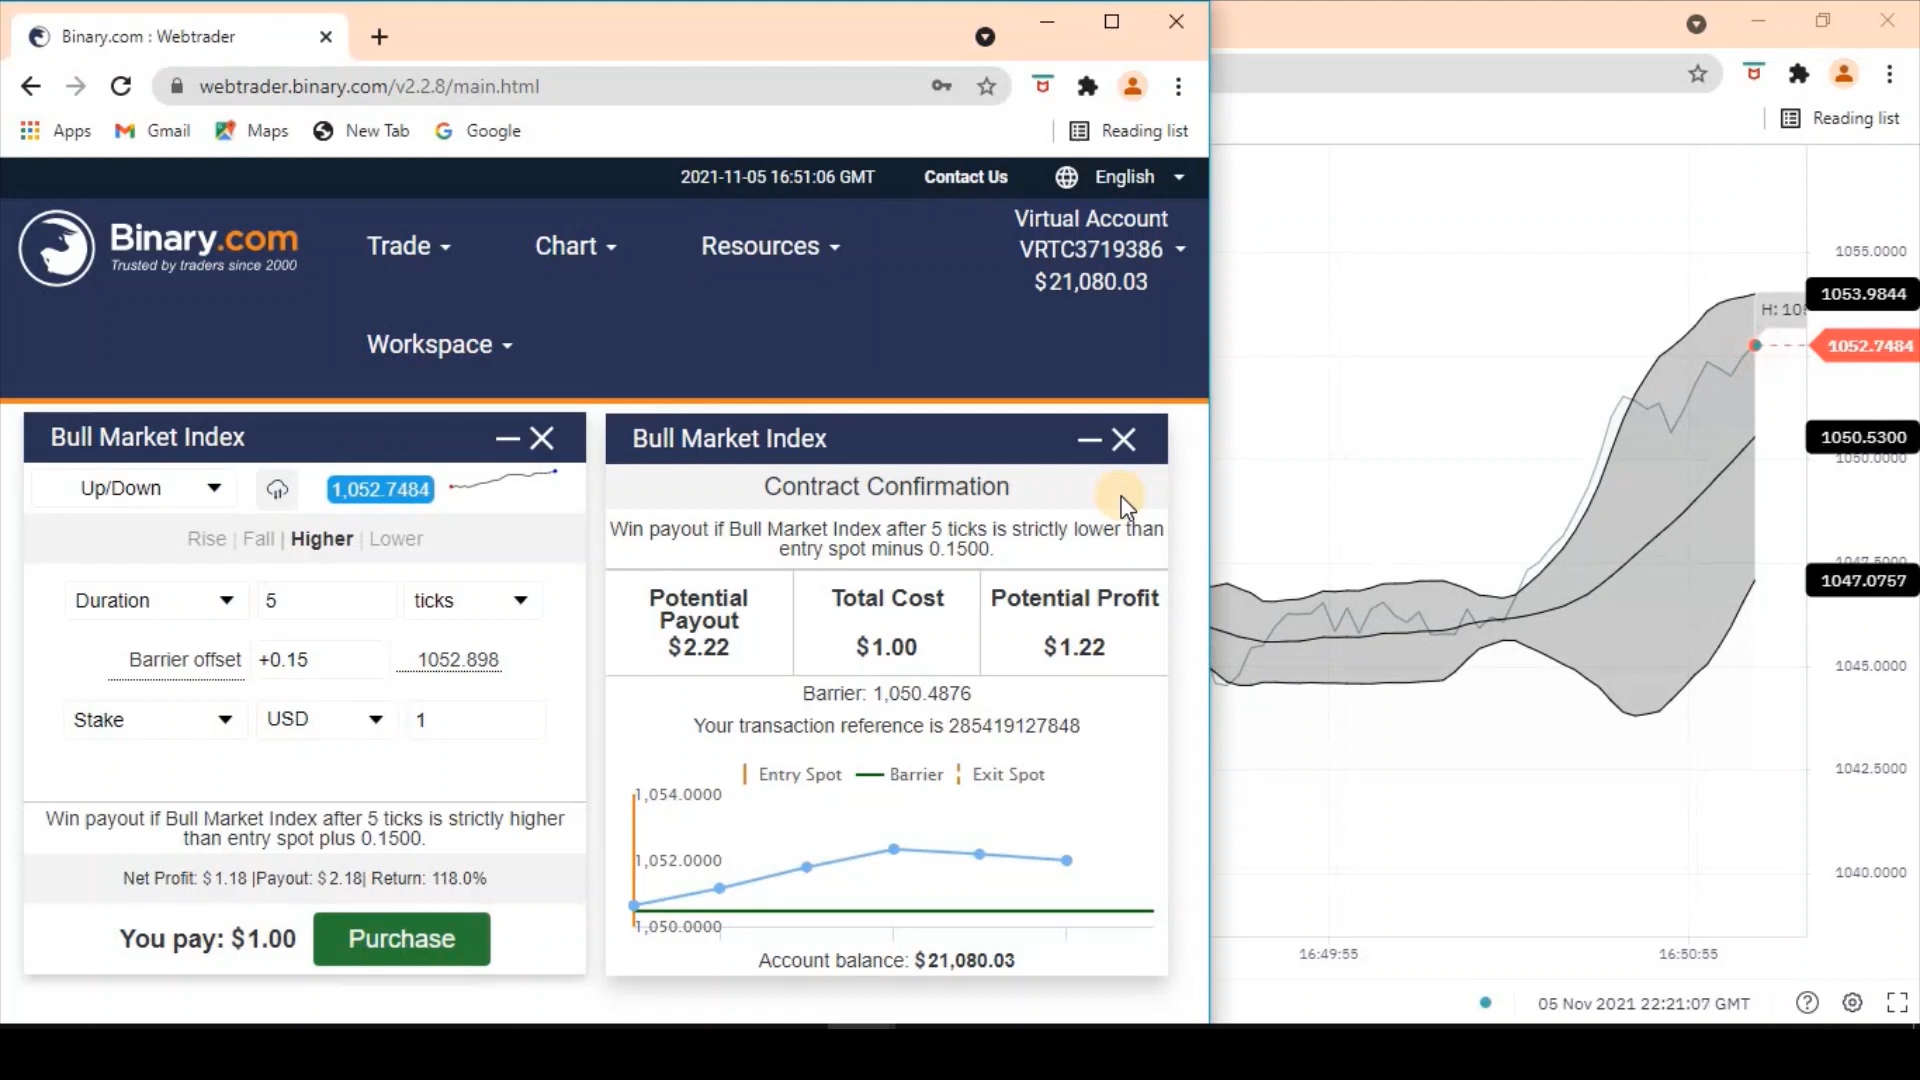 Binary.com : Webtrader
webtrader.binary.com/v2.2.8/main.html
Apps Gmail Maps New Tab Google Reading list
2021-11-05 16:51:06 GMT Contact Us English
Binary.com
Trusted by traders since 2000
Trade Chart Resources
Workspace
Virtual Account
VRTC3719386
$21,080.03
Bull Market Index
Up/Down 1,052.7484
Rise | Fall | Higher | Lower
Duration 5 ticks
Barrier offset +0.15 1052.898
Stake USD 1
Win payout if Bull Market Index after 5 ticks is strictly higher
than entry spot plus 0.1500.
Net Profit: $1.18 |Payout: $2.18| Return: 118.0%
You pay: $1.00 Purchase
Bull Market Index
Contract Confirmation
Win payout if Bull Market Index after 5 ticks is strictly lower than
entry spot minus 0.1500.
Potential
Payout
$2.22
Total Cost
$1.00
Potential Profit
$1.22
Barrier: 1,050.4876
Your transaction reference is 285419127848
Entry Spot Barrier Exit Spot
1,054.0000
1,052.0000
1,050.0000
Account balance: $21,080.03
Reading list
1055.0000
1053.9844
1052.7484
1050.5300
1050.0000
1047.5000
1047.0757
1045.0000
1042.5000
1040.0000
16:49:55 16:50:55
05 Nov 2021 22:21:07 GMT